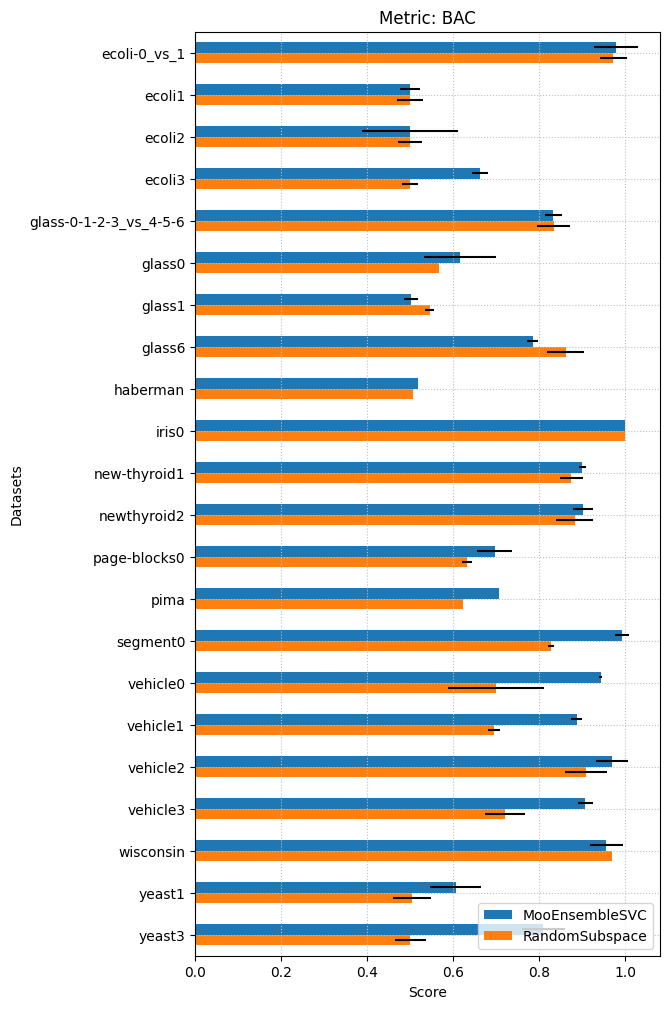 Metric: BAC
ecoli-0_vs_1
ecoli1
ecoli2
ecoli3
glass-0-1-2-3_vs_4-5-6
glass0
glass1
glass6
haberman
iris0
new-thyroid1
newthyroid2
page-blocks0
pima
segment0
vehicle0
vehicle1
vehicle2
vehicle3
wisconsin
yeast1
yeast3
Datasets
MooEnsembleSVC
RandomSubspace
0.0 0.2 0.4 0.6 0.8 1.0
Score